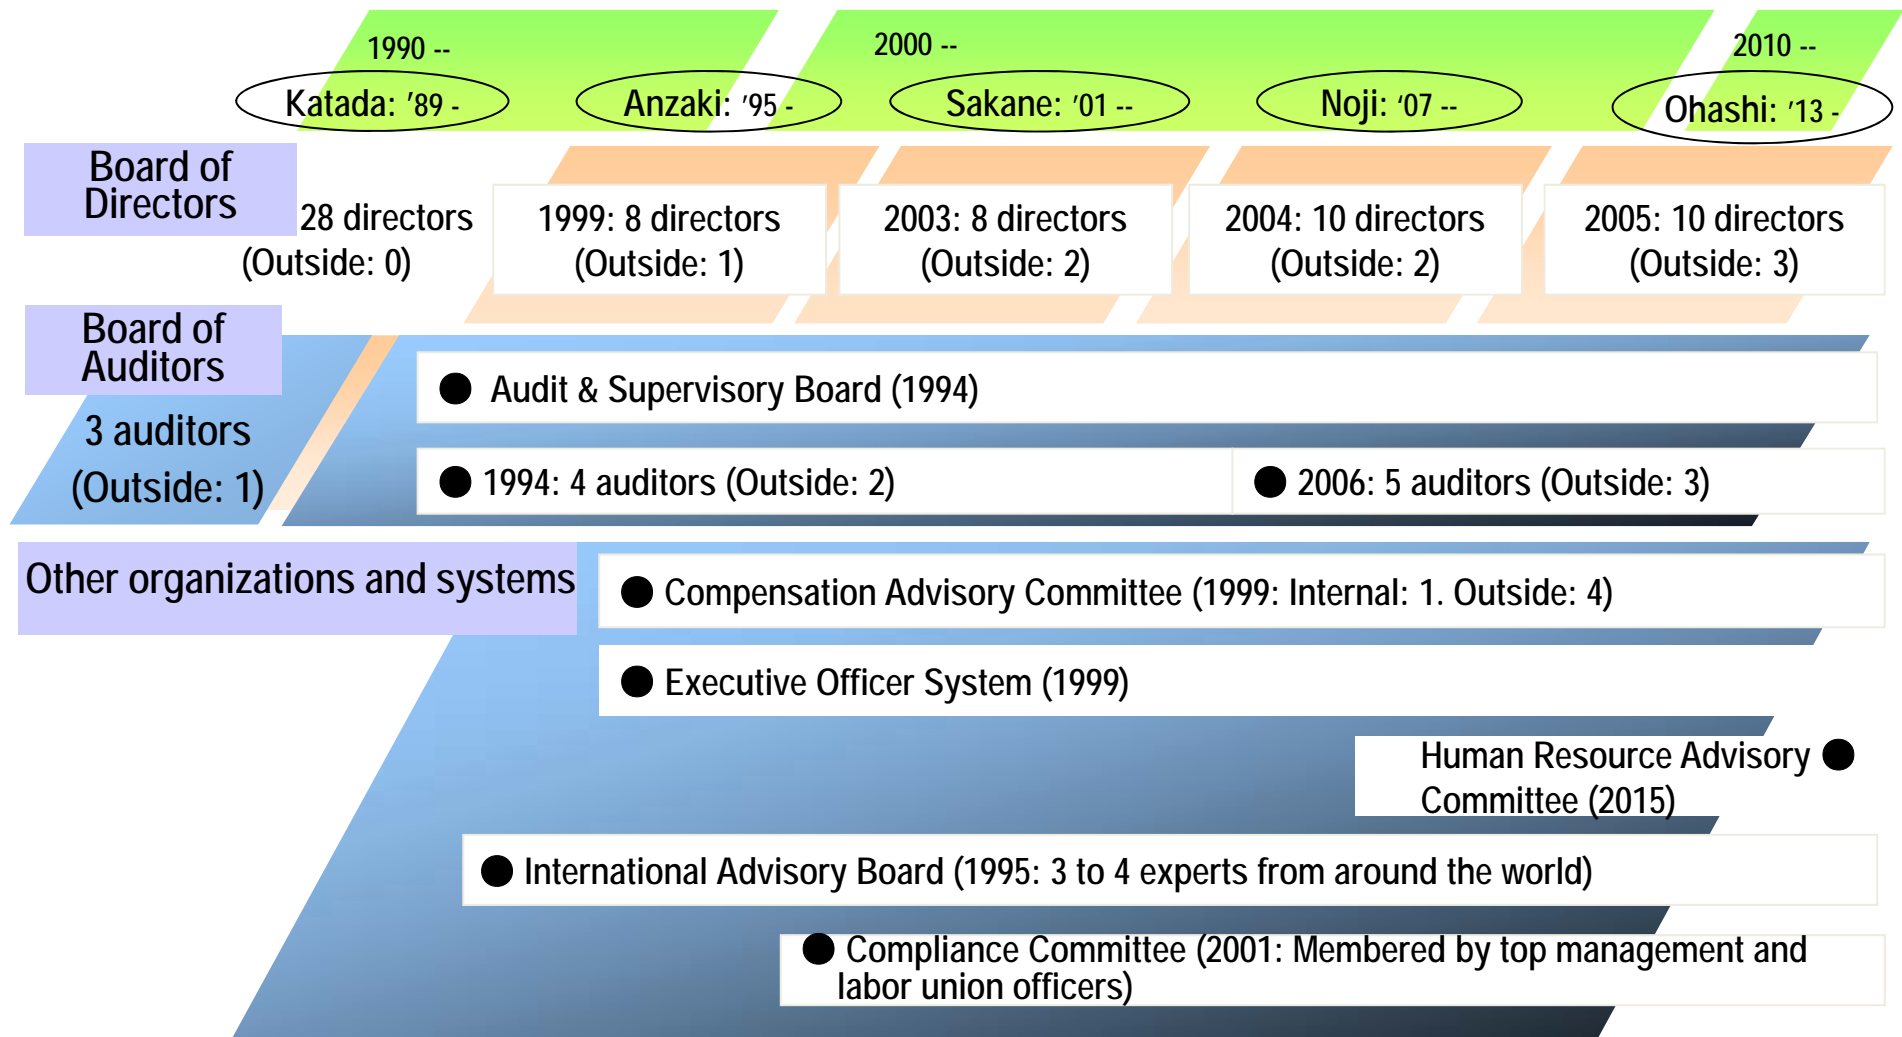 1990 --
2000 --
2010 --
Katada: '89 -
Anzaki: '95 -
Sakane: '01 --
Noji: '07 --
Ohashi: '13 -
Board of
Directors
28 directors
(Outside: 0)
1999: 8 directors
(Outside: 1)
2003: 8 directors
(Outside: 2)
2004: 10 directors
(Outside: 2)
2005: 10 directors
(Outside: 3)
Board of
Auditors
3 auditors
(Outside: 1)
● Audit & Supervisory Board (1994)
● 1994: 4 auditors (Outside: 2)
● 2006: 5 auditors (Outside: 3)
Other organizations and systems
● Compensation Advisory Committee (1999: Internal: 1. Outside: 4)
● Executive Officer System (1999)
Human Resource Advisory ●
Committee (2015)
● International Advisory Board (1995: 3 to 4 experts from around the world)
● Compliance Committee (2001: Membered by top management and
labor union officers)